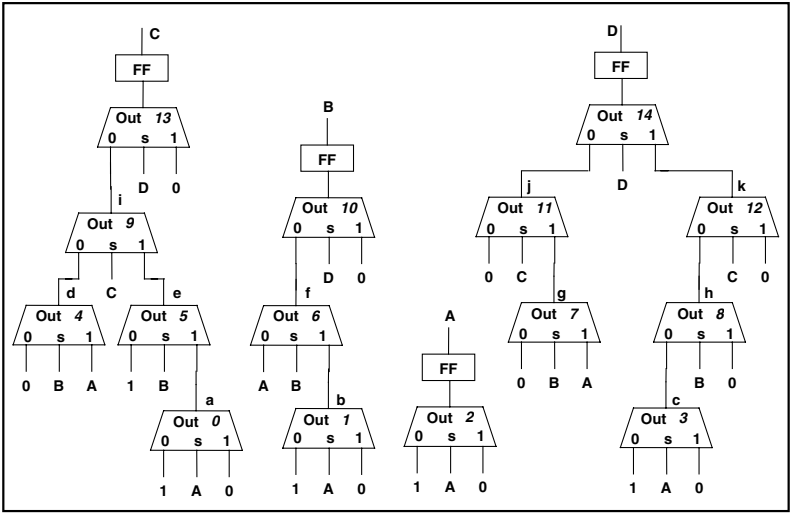 C D
FF FF
Out 13 B Out 14
0 s 1 0 s 1
FF
D 0 D
i j k
Out 9 Out 10 Out 11 Out 12
0 s 1 0 s 1 0 s 1 0 s 1
d C e D 0 0 C C 0
f g h
Out 4 Out 5 Out 6 A Out 7 Out 8
0 s 1 0 s 1 0 s 1 0 s 1 0 s 1
FF
0 B A 1 B A B 0 B A B 0
a b c
Out 0 Out 1 Out 2 Out 3
0 s 1 0 s 1 0 s 1 0 s 1
1 A 0 1 A 0 1 A 0 1 A 0